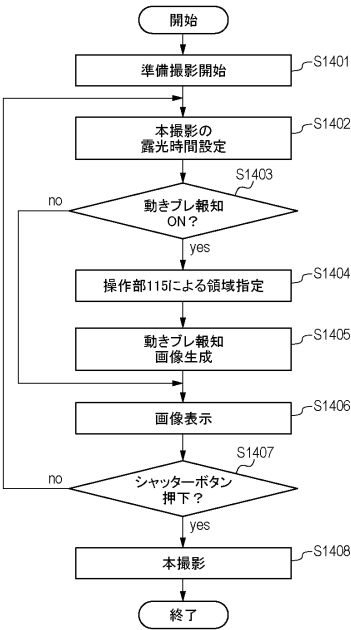 開始
準備撮影開始
S1401
本撮影の
露光時間設定
S1402
動きブレ報知
ON？
S1403
no
yes
操作部115による領域指定
S1404
動きブレ報知
画像生成
S1405
画像表示
S1406
シャッターボタン
押下？
S1407
no
yes
本撮影
S1408
終了